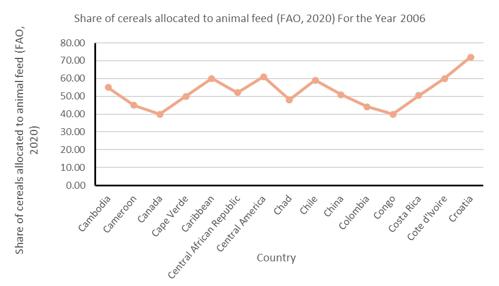 Share of cereals allocated to animal feed (FAO, 2020) For the Year 2006
Share of cereals allocated to animal feed (FAO,
2020)
80.00
70.00
60.00
50.00
40.00
30.00
20.00
10.00
0.00
Cambodia
Cameroon
Canada
Cape Verde
Caribbean
Central African Republic
Central America
Chad
Chile
China
Colombia
Congo
Costa Rica
Cote d'Ivoire
Croatia
Country